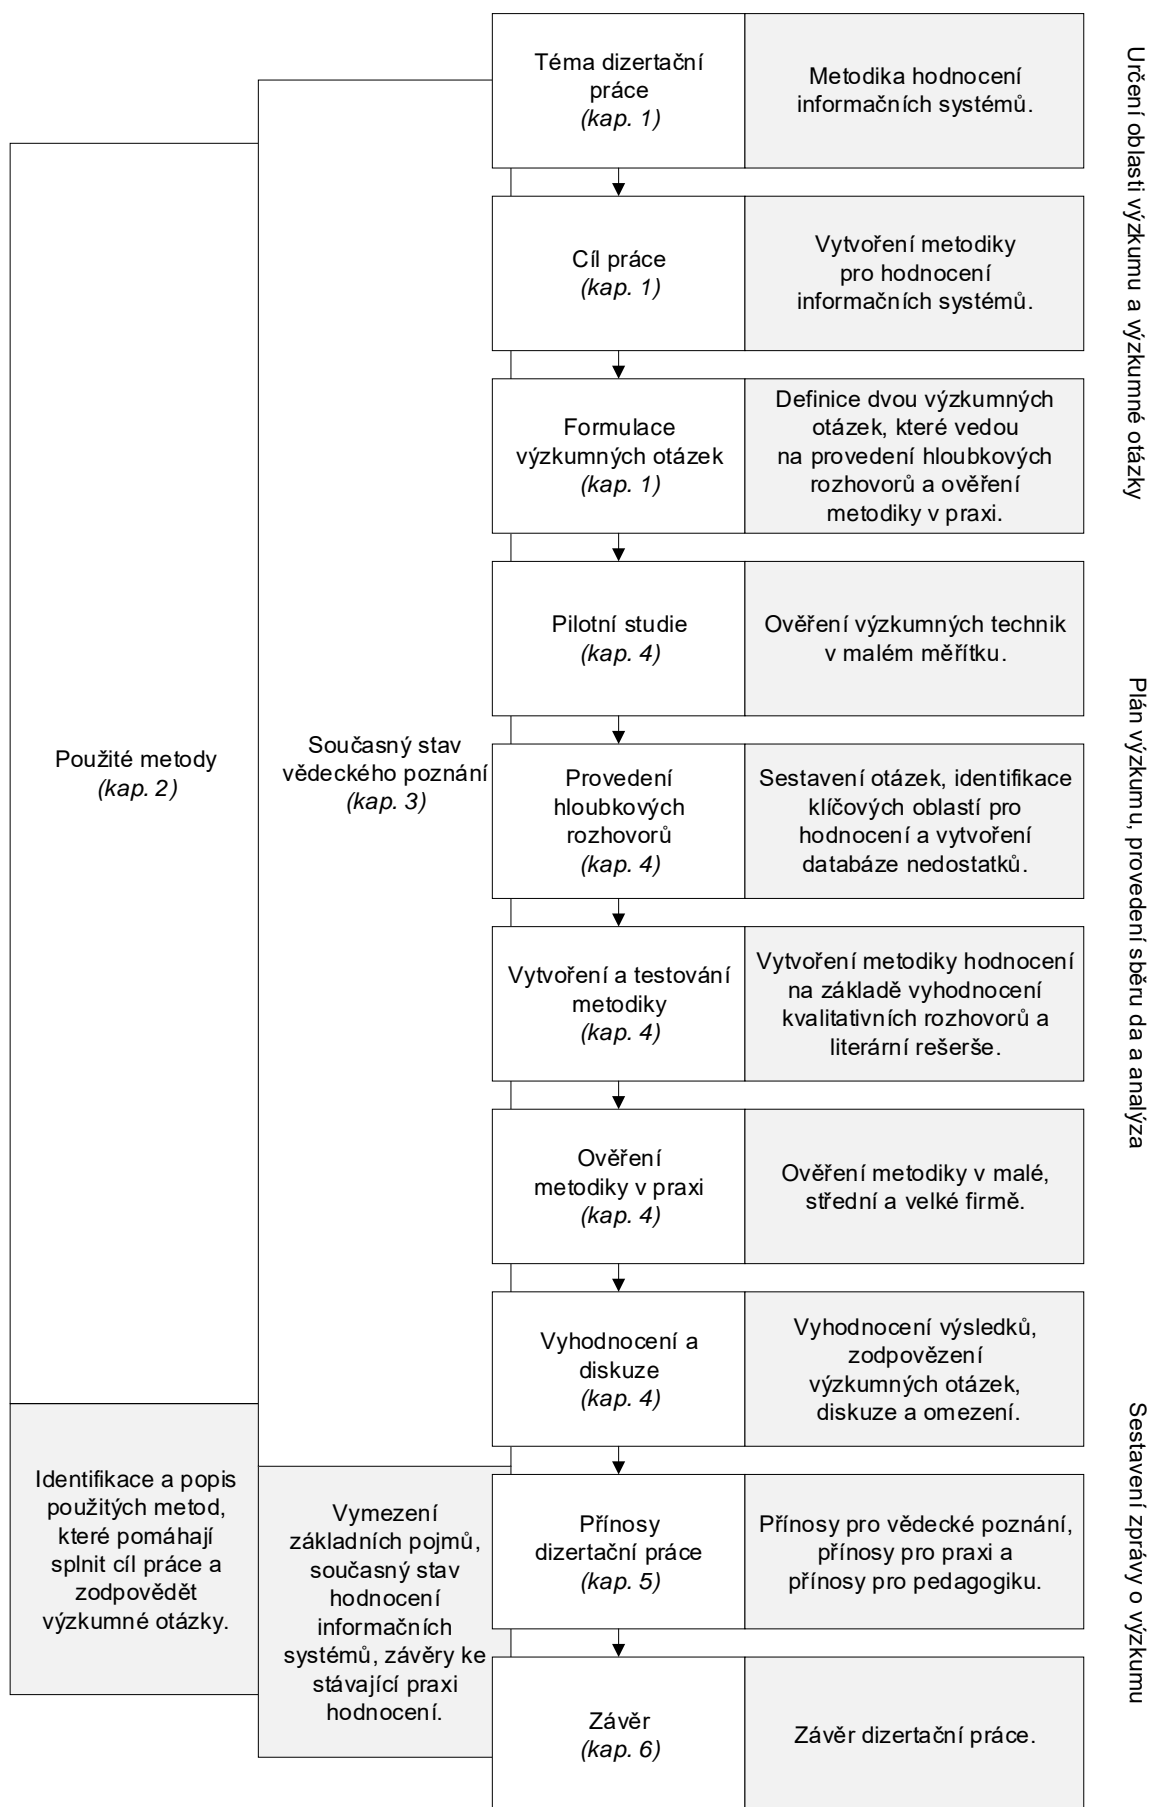 Téma dizertační
práce
(kap. 1)
Metodika hodnocení
informačních systémů.
Cíl práce
(kap. 1)
Vytvoření metodiky
pro hodnocení
informačních systémů.
Formulace
výzkumných otázek
(kap. 1)
Definice dvou výzkumných
otázek, které vedou
na provedení hloubkových
rozhovorů a ověření
metodiky v praxi.
Určení oblasti výzkumu a výzkumné otázky
Pilotní studie
(kap. 4)
Ověření výzkumných technik
v malém měřítku.
Použité metody
(kap. 2)
Současný stav
vědeckého poznání
(kap. 3)
Provedení
hloubkových
rozhovorů
(kap. 4)
Sestavení otázek, identifikace
klíčových oblastí pro
hodnocení a vytvoření
databáze nedostatků.
Vytvoření a testování
metodiky
(kap. 4)
Vytvoření metodiky hodnocení
na základě vyhodnocení
kvalitativních rozhovorů a
literární rešerše.
Ověření
metodiky v praxi
(kap. 4)
Ověření metodiky v malé,
střední a velké firmě.
Plán výzkumu, provedení sběru da a analýza
Vyhodnocení a
diskuze
(kap. 4)
Vyhodnocení výsledků,
zodpovězení
výzkumných otázek,
diskuze a omezení.
Identifikace a popis
použitých metod,
které pomáhají
splnit cíl práce a
zodpovědět
výzkumné otázky.
Vymezení
základních pojmů,
současný stav
hodnocení
informačních
systémů, závěry ke
stávající praxi
hodnocení.
Přínosy
dizertační práce
(kap. 5)
Přínosy pro vědecké poznání,
přínosy pro praxi a
přínosy pro pedagogiku.
Závěr
(kap. 6)
Závěr dizertační práce.
Sestavení zprávy o výzkumu